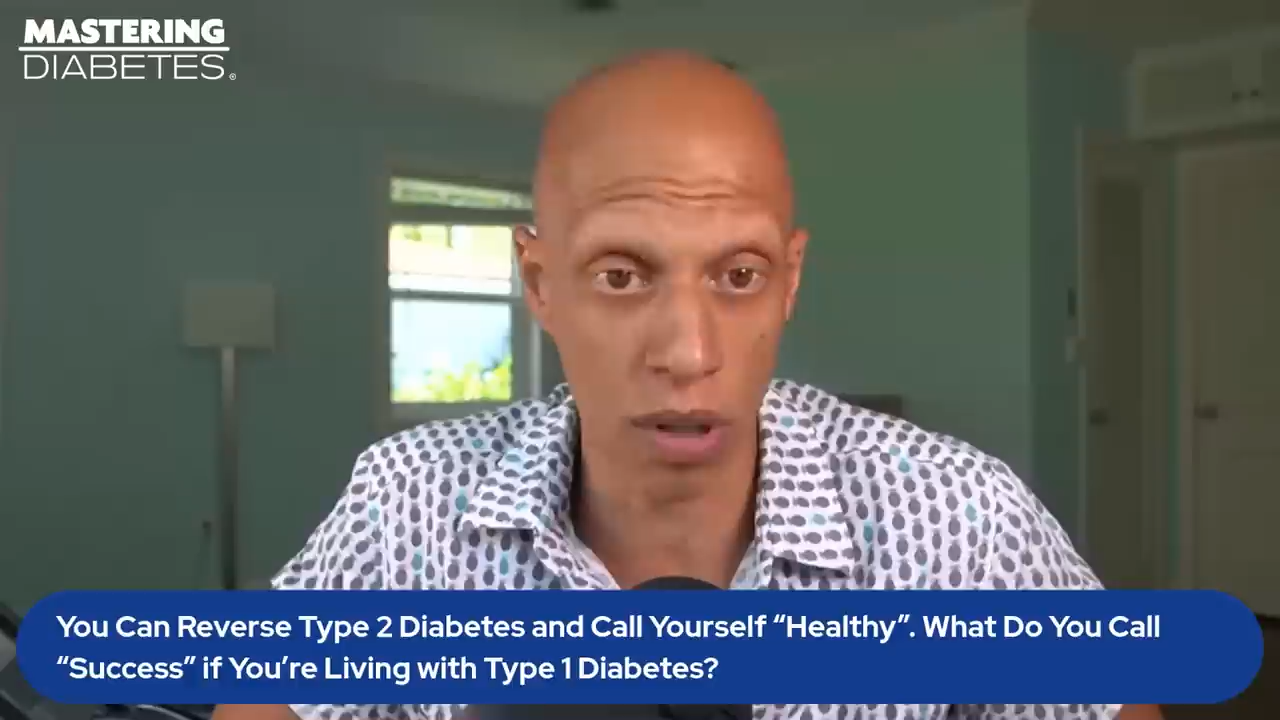 MASTERING
DIABETES®
You Can Reverse Type 2 Diabetes and Call Yourself “Healthy”. What Do You Call
“Success” if You’re Living with Type 1 Diabetes?